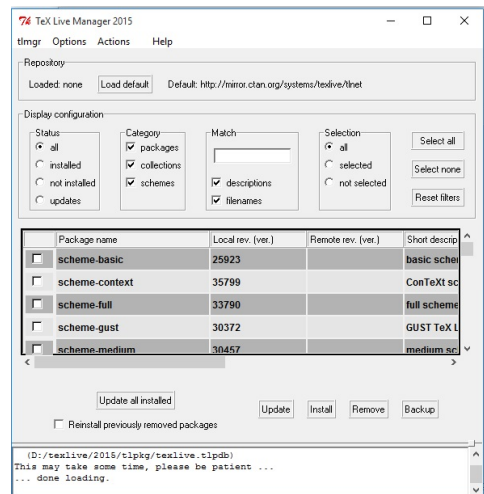 TeX Live Manager 2015
tlmgr Options Actions Help
Repository
Loaded: none Load default Default: http://mirror.ctan.org/systems/texlive/tlnet
Display configuration
Status
all
installed
not installed
updates
Category
packages
collections
schemes
Match
descriptions
filenames
Selection
all
selected
not selected
Select all
Select none
Reset filters
Package name Local rev. (ver.) Remote rev. (ver.) Short descrip
scheme-basic 25923 basic schem
scheme-context 35799 ConTeXt sc
scheme-full 33790 full scheme
scheme-gust 30372 GUST TeX L
scheme-medium 30457 medium sc
Update all installed
Reinstall previously removed packages
Update Install Remove Backup
(D:/texlive/2015/tlpkg/texlive.tlpdb)
This may take some time, please be patient ...
... done loading.